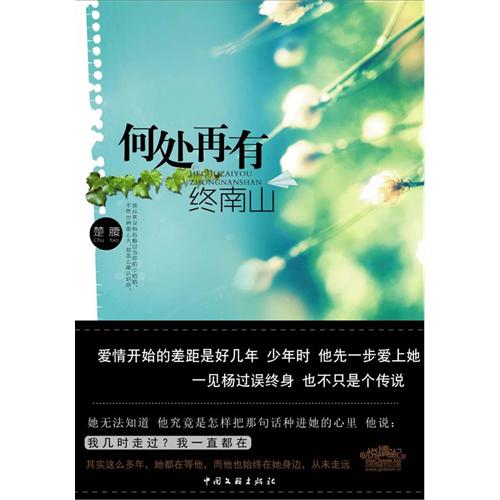 何处再有
HECHUZAIYOU
ZHONGNANSHAN
终南山
楚 腰
Chu Yao
爱情开始的差距是好几年 少年时 他先一步爱上她
一见杨过误终身 也不只是个传说
她无法知道 他究竟是怎样把那句话种进她的心里 他说：
我几时走过？我一直都在
其实这么多年，她都在等他，而他也始终在她身边，从未走远
悦读纪
中国文联出版社